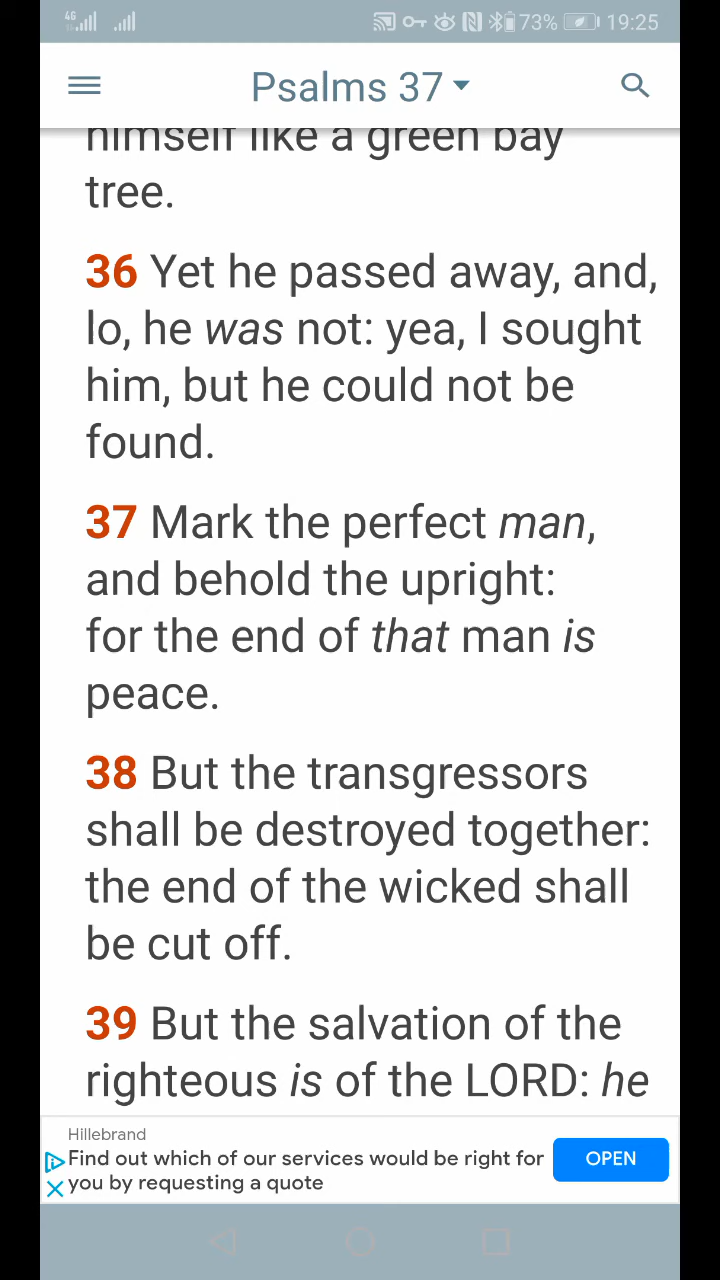 4G
73% 19:25
Psalms 37
himself like a green bay
tree.
36 Yet he passed away, and,
lo, he was not: yea, I sought
him, but he could not be
found.
37 Mark the perfect man,
and behold the upright:
for the end of that man is
peace.
38 But the transgressors
shall be destroyed together:
the end of the wicked shall
be cut off.
39 But the salvation of the
righteous is of the LORD: he
Hillebrand
Find out which of our services would be right for
you by requesting a quote
OPEN